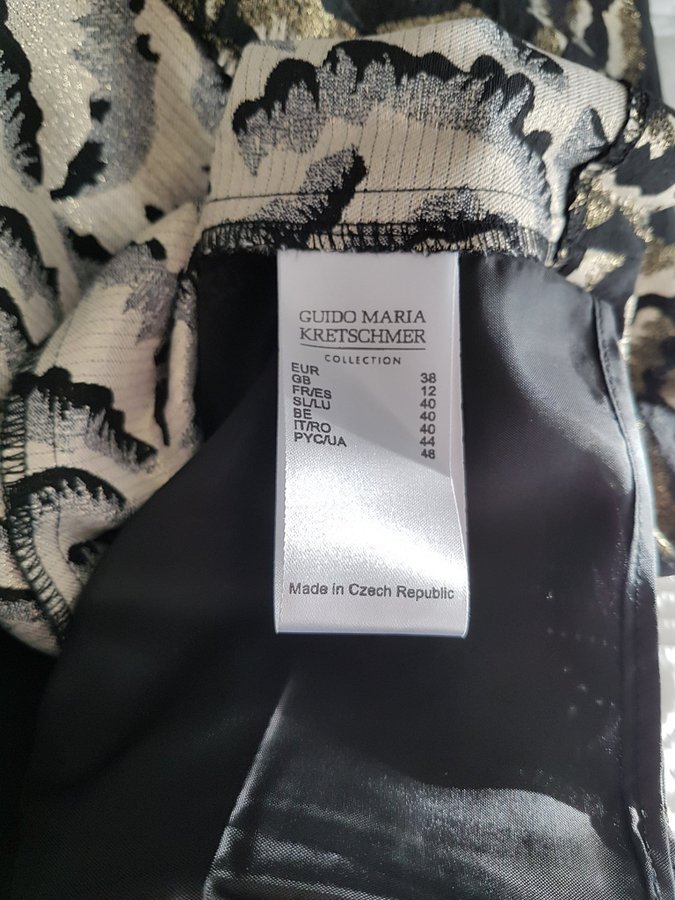 GUIDO MARIA
KRETSCHMER
COLLECTION
EUR 38
GB 12
FR/ES 40
SL/LU 40
BE 40
IT/RO 44
РУС/UA 48
Made in Czech Republic